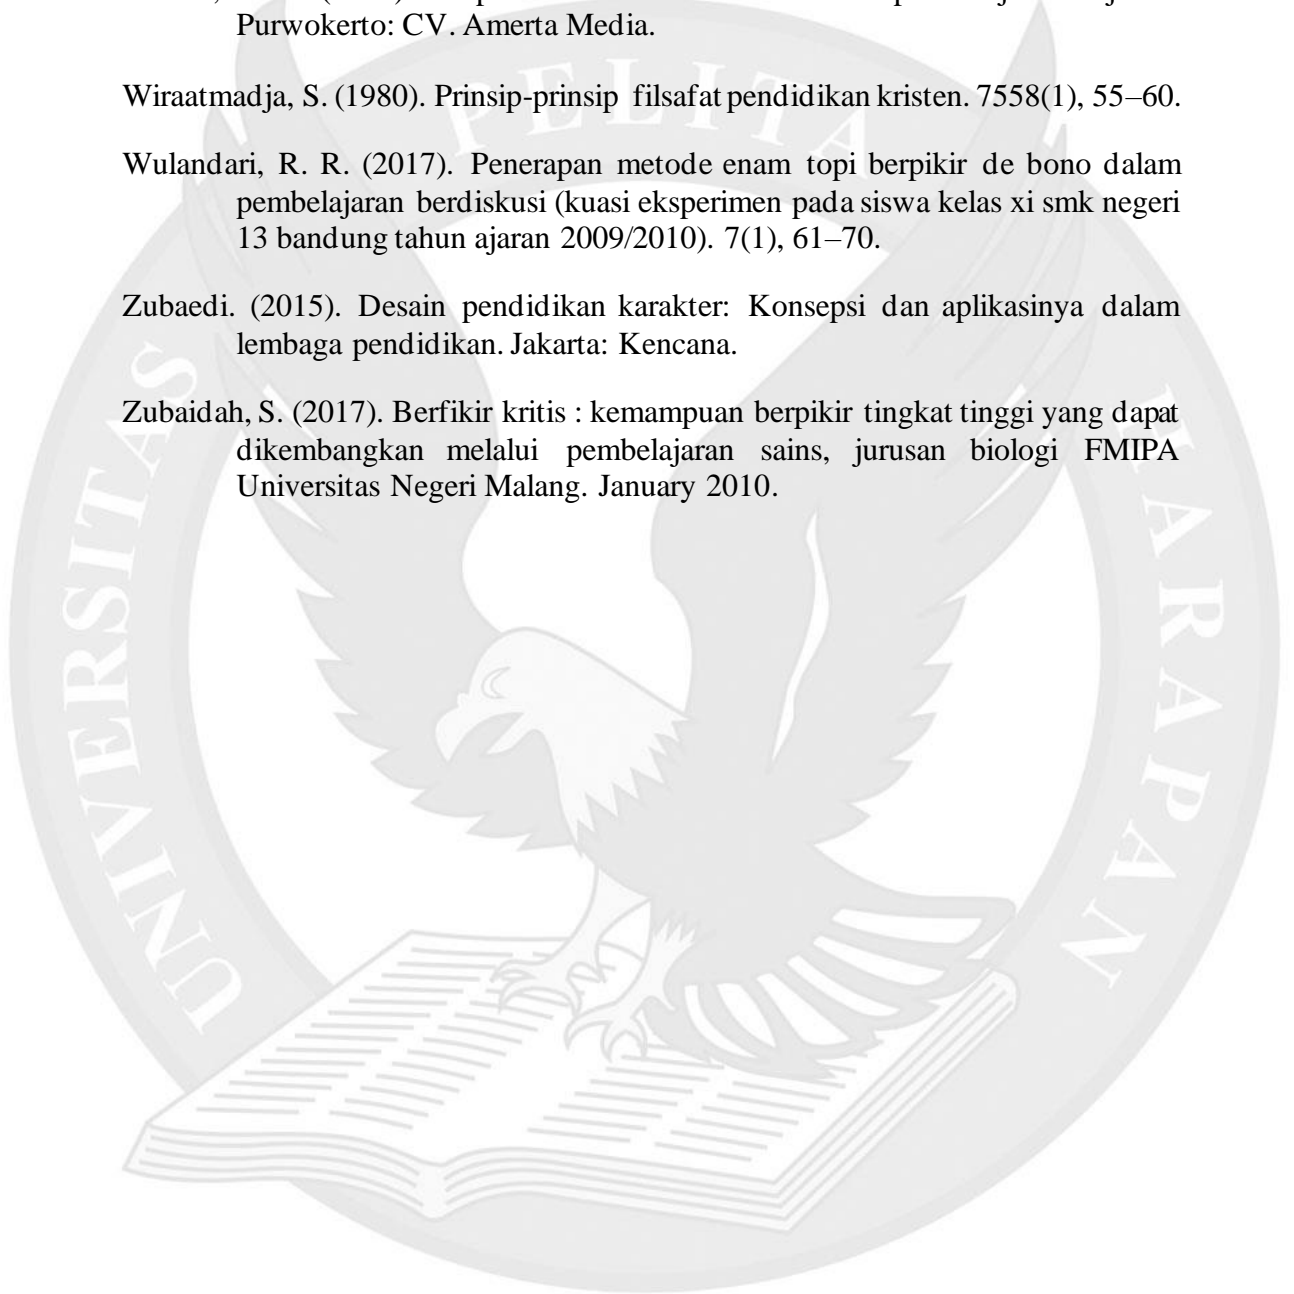 Purwokerto: CV. Amerta Media.
Wiraatmadja, S. (1980). Prinsip-prinsip filsafat pendidikan kristen. 7558(1), 55–60.
Wulandari, R. R. (2017). Penerapan metode enam topi berpikir de bono dalam
pembelajaran berdiskusi (kuasi eksperimen pada siswa kelas xi smk negeri
13 bandung tahun ajaran 2009/2010). 7(1), 61–70.
Zubaedi. (2015). Desain pendidikan karakter: Konsepsi dan aplikasinya dalam
lembaga pendidikan. Jakarta: Kencana.
Zubaidah, S. (2017). Berfikir kritis : kemampuan berpikir tingkat tinggi yang dapat
dikembangkan melalui pembelajaran sains, jurusan biologi FMIPA
Universitas Negeri Malang. January 2010.
UNIVERSITAS
PELITA
HARAPAN